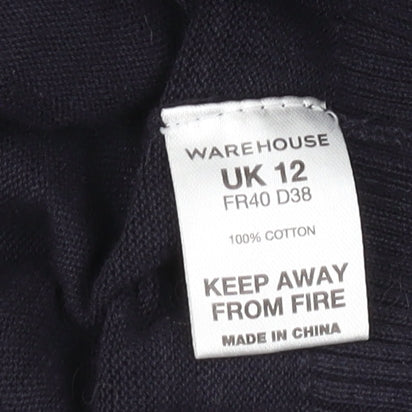 WAREHOUSE
UK 12
FR40 D38
100% COTTON
KEEP AWAY
FROM FIRE
MADE IN CHINA